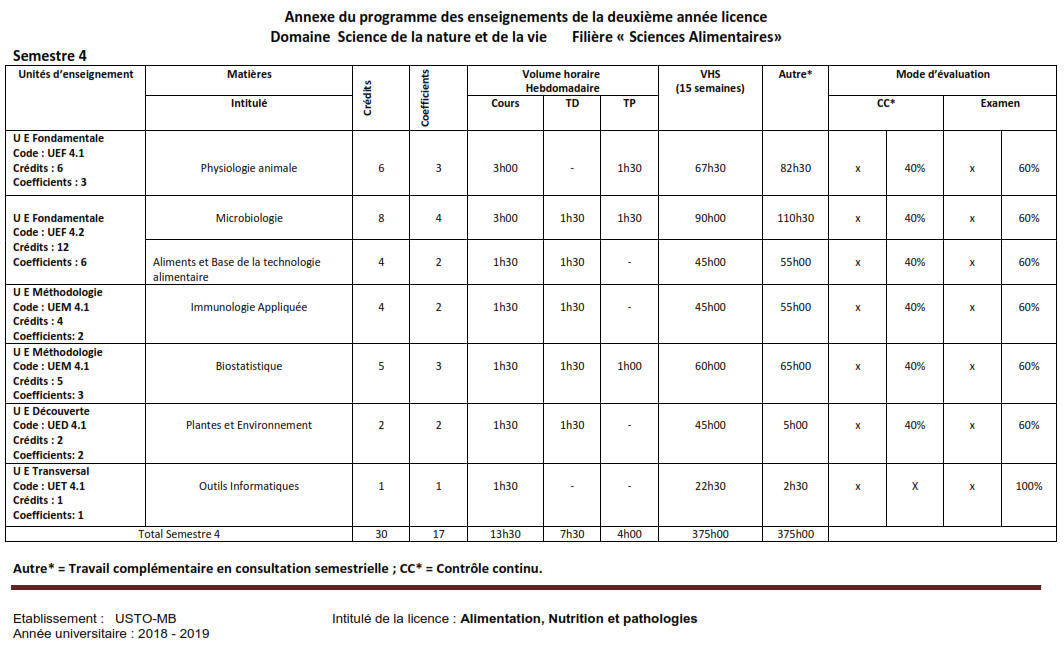 Annexe du programme des enseignements de la deuxième année licence
Domaine Science de la nature et de la vie Filière « Sciences Alimentaires»
Semestre 4
Unités d'enseignement Matières Crédits Coefficients Volume horaire Hebdomadaire VHS (15 semaines) Autre* Mode d'évaluation
Intitulé Cours TD TP CC* Examen
U E Fondamentale
Code : UEF 4.1
Crédits : 6
Coefficients : 3
Physiologie animale 6 3 3h00 - 1h30 67h30 82h30 x 40% x 60%
U E Fondamentale
Code : UEF 4.2
Crédits : 12
Coefficients : 6
Microbiologie 8 4 3h00 1h30 1h30 90h00 110h30 x 40% x 60%
Aliments et Base de la technologie
alimentaire
4 2 1h30 1h30 - 45h00 55h00 x 40% x 60%
U E Méthodologie
Code : UEM 4.1
Crédits : 4
Coefficients: 2
Immunologie Appliquée 4 2 1h30 1h30 - 45h00 55h00 x 40% x 60%
U E Méthodologie
Code : UEM 4.1
Crédits : 5
Coefficients: 3
Biostatistique 5 3 1h30 1h30 1h00 60h00 65h00 x 40% x 60%
U E Découverte
Code : UED 4.1
Crédits : 2
Coefficients: 2
Plantes et Environnement 2 2 1h30 1h30 - 45h00 5h00 x 40% x 60%
U E Transversal
Code : UET 4.1
Crédits : 1
Coefficients: 1
Outils Informatiques 1 1 1h30 - - 22h30 2h30 x X x 100%
Total Semestre 4 30 17 13h30 7h30 4h00 375h00 375h00
Autre* = Travail complémentaire en consultation semestrielle ; CC* = Contrôle continu.
Etablissement : USTO-MB Intitulé de la licence : Alimentation, Nutrition et pathologies
Année universitaire : 2018 - 2019